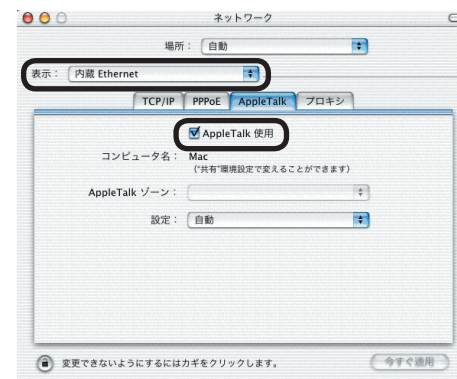 ネットワーク
場所： 自動
表示： 内蔵 Ethernet
TCP/IP PPPoE AppleTalk プロキシ
AppleTalk 使用
コンピュータ名： Mac
("共有"環境設定で変えることができます)
AppleTalk ゾーン：
設定： 自動
変更できないようにするにはカギをクリックします。
今すぐ適用